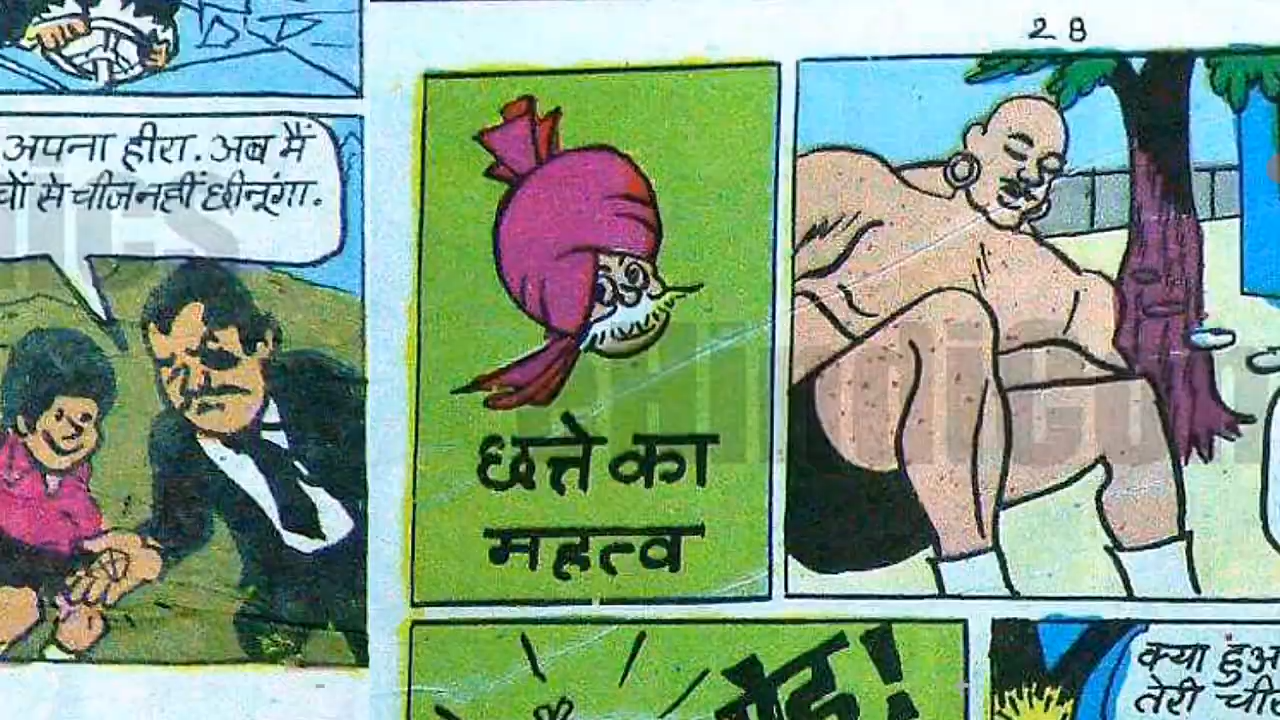 28
अपना हीरा. अब मैं
से चीज नहीं छीनूंगा.
छत्ते का
महत्व
क्या हुआ
तेरी